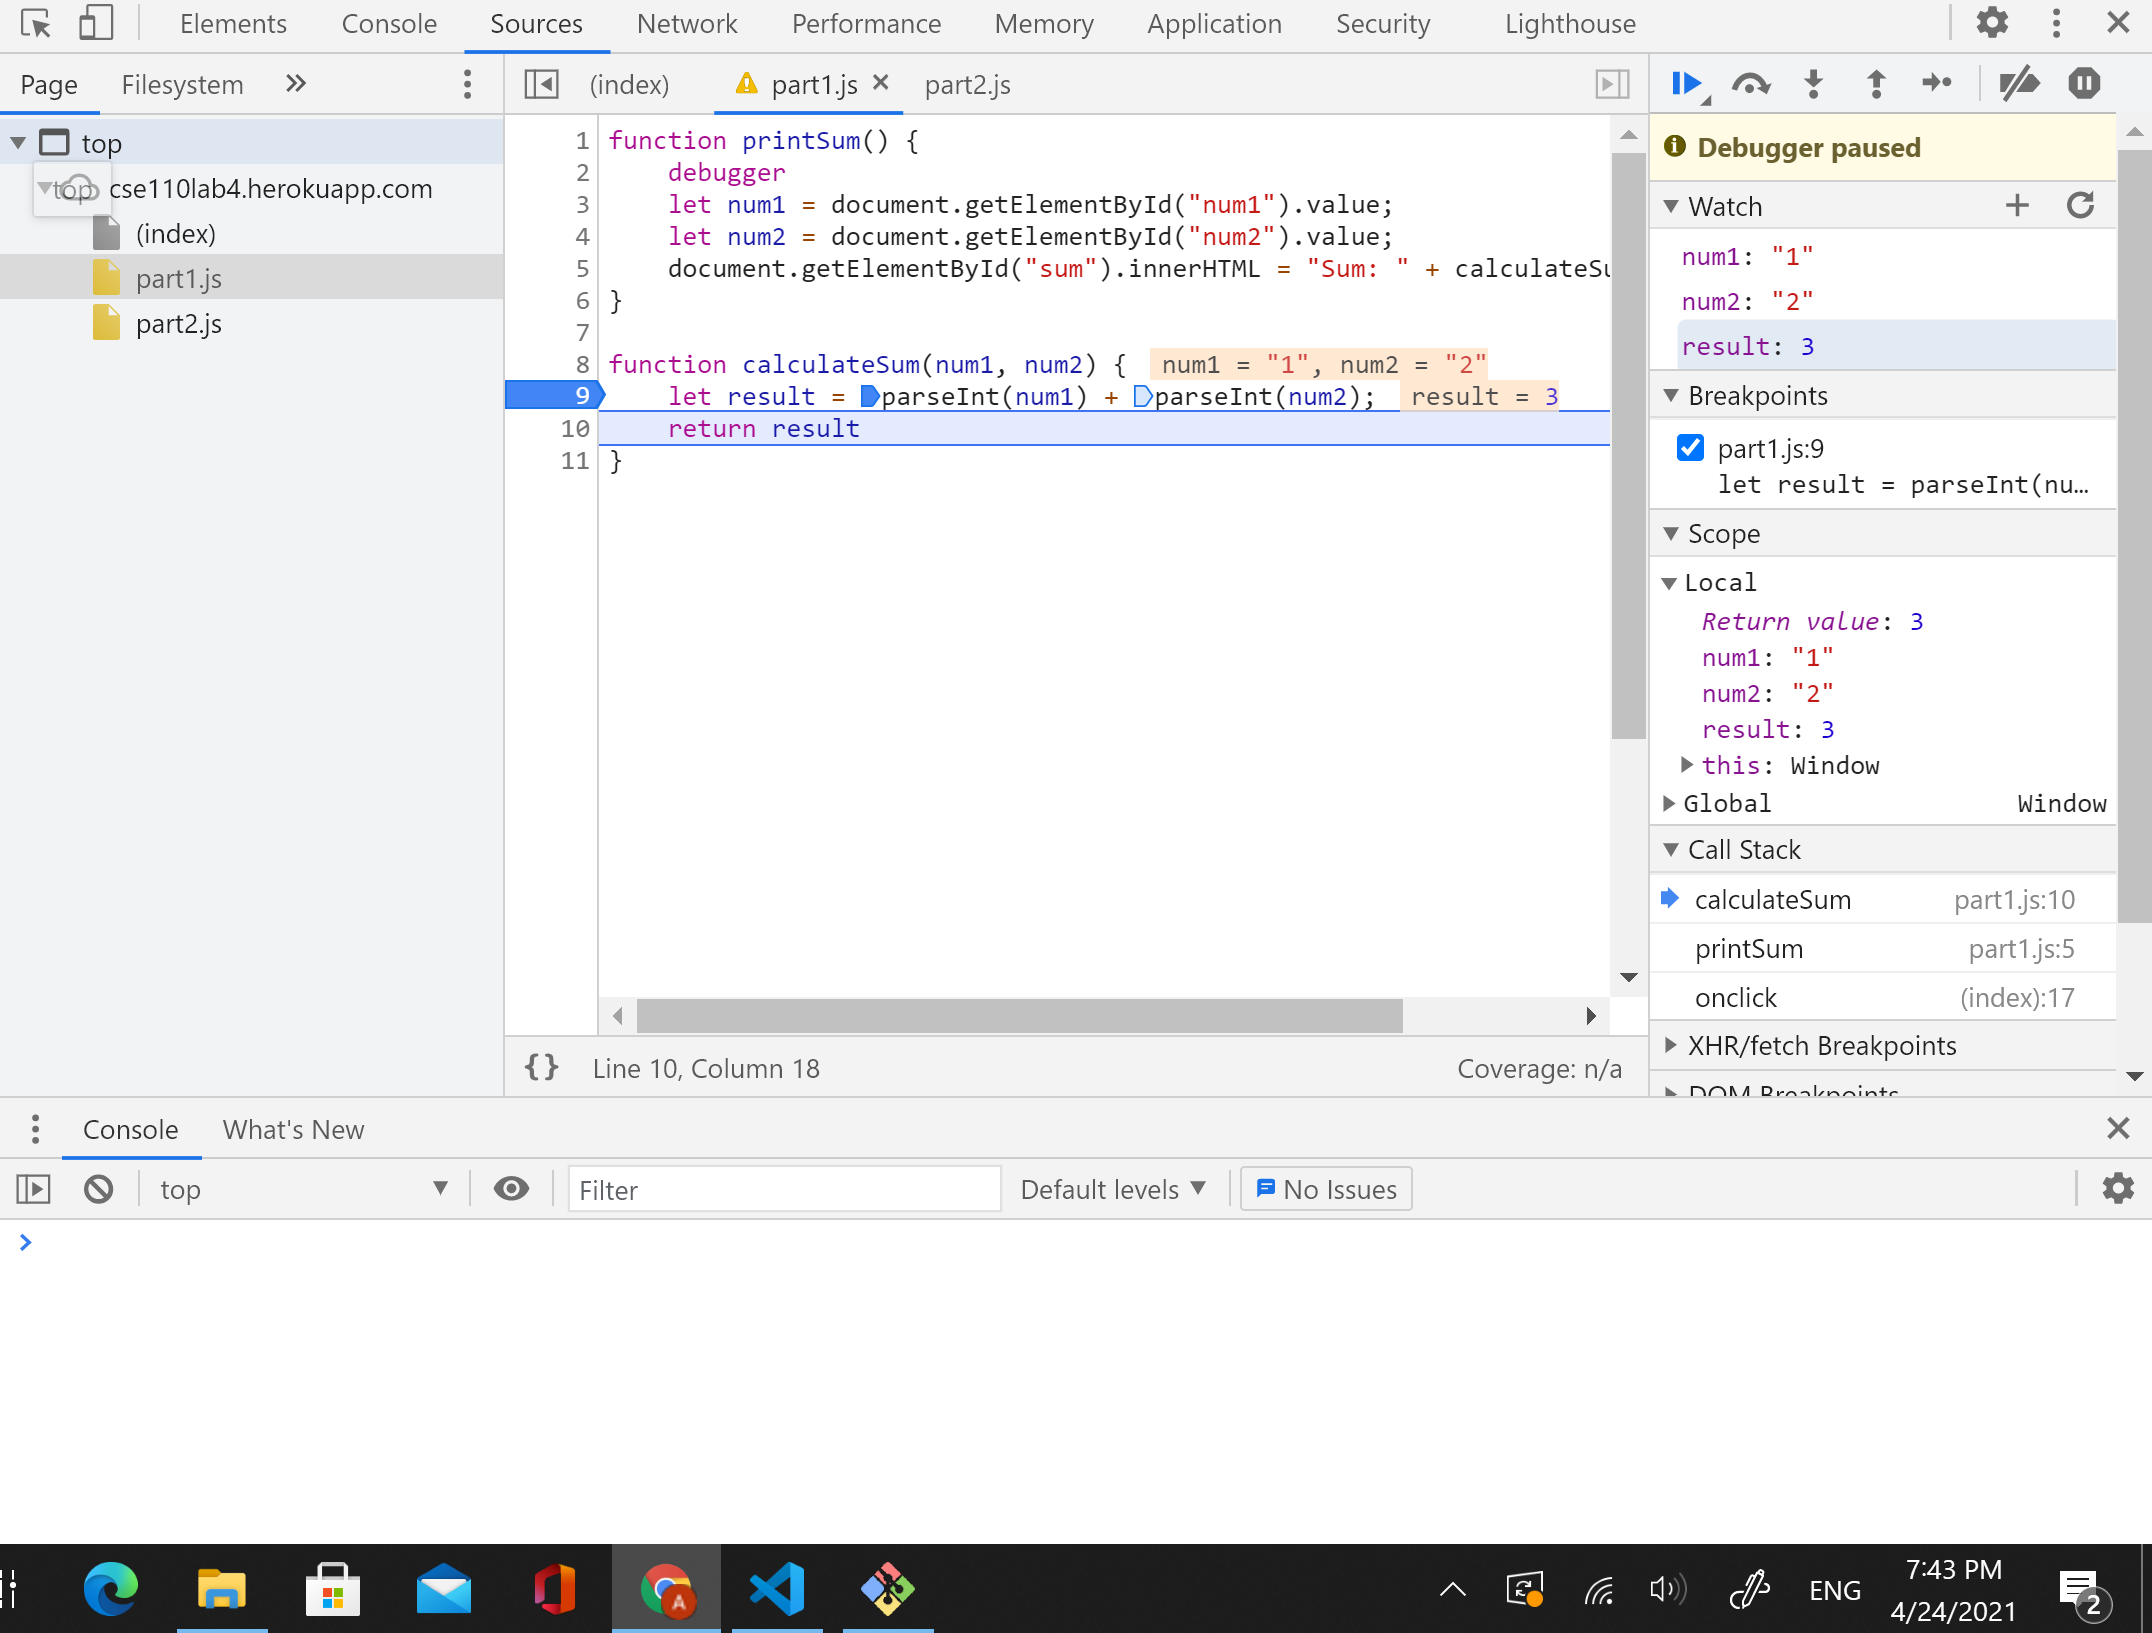 Elements Console Sources Network Performance Memory Application Security Lighthouse
Page Filesystem »
(index) part1.js × part2.js
top
top
cse110lab4.herokuapp.com
(index)
part1.js
part2.js
1 function printSum() {
2 debugger
3 let num1 = document.getElementById("num1").value;
4 let num2 = document.getElementById("num2").value;
5 document.getElementById("sum").innerHTML = "Sum: " + calculateSu
6 }
7
8 function calculateSum(num1, num2) { num1 = "1", num2 = "2"
9 let result = parseInt(num1) + parseInt(num2); result = 3
10 return result
11 }
{} Line 10, Column 18 Coverage: n/a
Debugger paused
Watch
num1: "1"
num2: "2"
result: 3
Breakpoints
part1.js:9
let result = parseInt(nu…
Scope
Local
Return value: 3
num1: "1"
num2: "2"
result: 3
this: Window
Global Window
Call Stack
calculateSum part1.js:10
printSum part1.js:5
onclick (index):17
XHR/fetch Breakpoints
DOM Breakpoints
Console What's New
top Filter Default levels No Issues
A
ENG
7:43 PM
4/24/2021
2